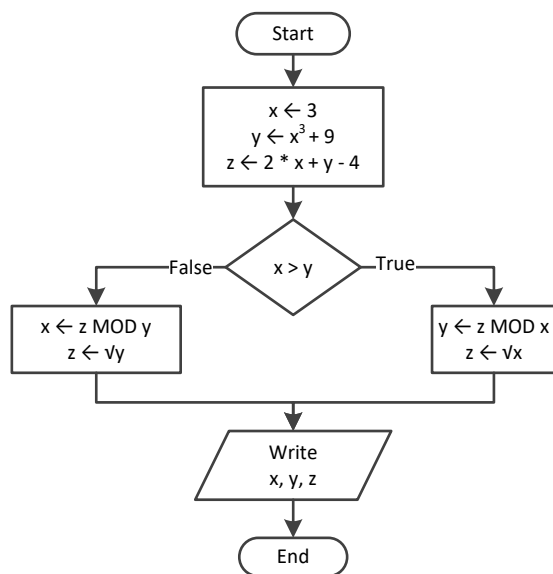 Start
x ← 3
y ← x³ + 9
z ← 2 * x + y - 4
x > y
False
True
x ← z MOD y
z ← √y
y ← z MOD x
z ← √x
Write
x, y, z
End